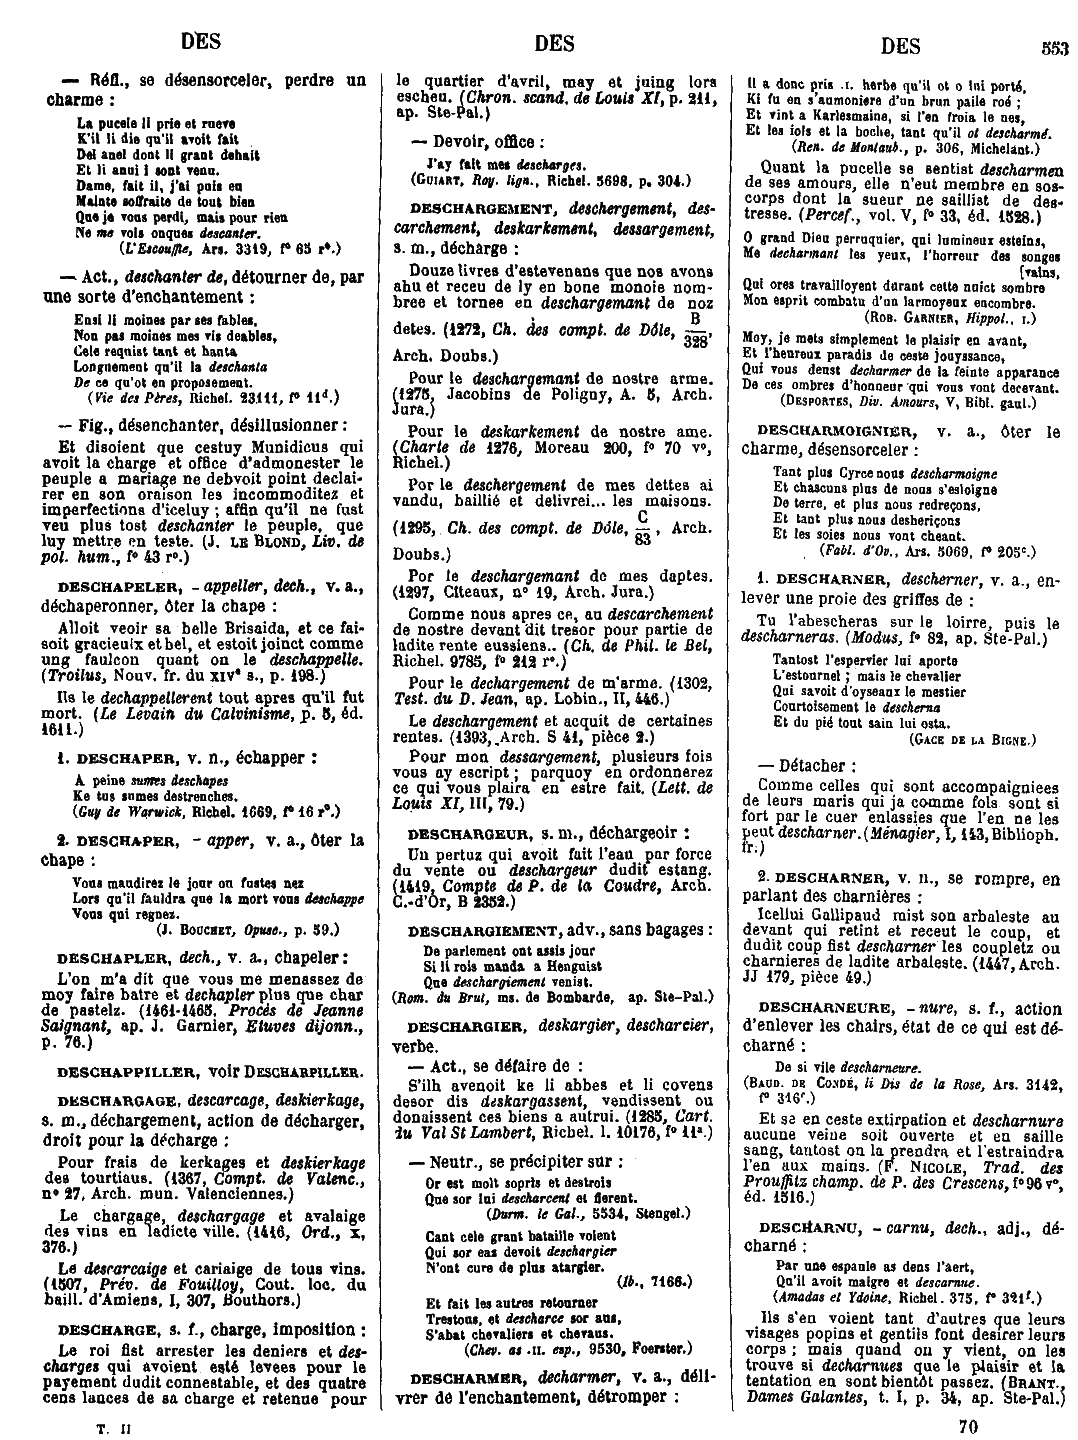 DES
DES
DES
553
— Réfl., se désensorceler, perdre un
charme :
La pucele li prie et rueve
K'il li die qu'il avoit fait
Del anel dont li grant dehait
Et li anui i sont venu.
Dame, fait il, j'ai puis eu
Mainte soffraite de tout bien
Que je vous perdi, mais pour rien
Ne me vols onques descanter.
(L'Escouffle, Ars. 3319, f° 65 r°.)
— Act., deschanter de, détourner de, par
une sorte d'enchantement :
Ensi li moines par ses fables,
Non pas moines mes vis deables,
Cele requist tant et hanta
Longuement qu'il la deschanta
De ce qu'ot en proposement.
(Vie des Pères, Richel. 23111, f° 11d.)
— Fig., désenchanter, désillusionner :
Et disoient que cestuy Munidicus qui
avoit la charge et office d'admonester le
peuple a mariage ne debvoit point declai-
rer en son oraison les incommoditez et
imperfections d'iceluy ; affin qu'il ne fust
veu plus tost deschanter le peuple, que
luy mettre en teste. (J. LE BLOND, Liv. de
pol. hum., f° 43 r°.)
DESCHAPELER, - appeller, dech., v. a.,
déchaperonner, ôter la chape :
Alloit veoir sa belle Brisaida, et ce fai-
soit gracieulx et bel, et estoit joinct comme
ung faulcon quant on le deschappelle.
(Troilus, Nouv. fr. du XIVe s., p. 198.)
Ils le dechappellerent tout apres qu'il fut
mort. (Le Levain du Calvinisme, p. 5, éd.
1611.)
1. DESCHAPER, v. n., échapper :
A peine sumes deschapes
Ke tus sumes destrenches.
(Guy de Warwick, Richel. 1669, f° 16 r°.)
2. DESCHAPER, - apper, v. a., ôter la
chape :
Vous maudirez le jour ou fustes nez
Lors qu'il fauldra que la mort vous deschappe
Vous qui regnez.
(J. BOUCHET, Opusc., p. 59.)
DESCHAPLER, dech., v. a., chapeler :
L'on m'a dit que vous me menassez de
moy faire batre et dechapler plus que char
de pastelz. (1461-1465, Procès de Jeanne
Saignant, ap. J. Garnier, Etuves dijonn.,
p. 76.)
DESCHAPPILLER, voir DESCHARPILLER.
DESCHARGAGE, descarcage, deskierkage,
s. m., déchargement, action de décharger,
droit pour la décharge :
Pour frais de kerkages et deskierkage
des tourtiaus. (1367, Compt. de Valenc.,
n° 27, Arch. mun. Valenciennes.)
Le chargage, deschargage et avalaige
des vins en ladicte ville. (1416, Ord., X,
376.)
Le descarcaige et cariaige de tous vins.
(1507, Prév. de Fouilloy, Cout. loc. du
baill. d'Amiens, I, 307, Bouthors.)
DESCHARGE, s. f., charge, imposition :
Le roi fist arrester les deniers et des-
charges qui avoient esté levees pour le
payement dudit connestable, et des quatre
cens lances de sa charge et retenue pour
T. II
le quartier d'avril, may et juing lors
escheu. (Chron. scand. de Louis XI, p. 211,
ap. Ste-Pal.)
— Devoir, office :
J'ay fait mes descharges.
(GUIART, Roy. lign., Richel. 5698, p. 304.)
DESCHARGEMENT, deschergement, des-
carchement, deskarkement, dessargement,
s. m., décharge :
Douze livres d'estevenans que nos avons
ahu et receu de ly en bone monoie nom-
bree et tornee en deschargemant de noz
detes. (1272, Ch. des compt. de Dôle, B/328,
Arch. Doubs.)
Pour le deschargemant de nostre arme.
(1275, Jacobins de Poligny, A. 5, Arch.
Jura.)
Pour le deskarkement de nostre ame.
(Charte de 1276, Moreau 200, f° 70 v°,
Richel.)
Por le deschergement de mes dettes ai
vandu, baillié et delivrei... les maisons.
(1295, Ch. des compt. de Dôle, C/83, Arch.
Doubs.)
Por le deschargemant de mes daptes.
(1297, Cîteaux, n° 19, Arch. Jura.)
Comme nous apres ce, au descarchement
de nostre devant dit tresor pour partie de
ladite rente eussiens.. (Ch. de Phil. le Bel,
Richel. 9785, f° 212 r°.)
Pour le dechargement de m'arme. (1302,
Test. du D. Jean, ap. Lobin., II, 446.)
Le deschargement et acquit de certaines
rentes. (1393, Arch. S 41, pièce 2.)
Pour mon dessargement, plusieurs fois
vous ay escript ; parquoy en ordonnerez
ce qui vous plaira en estre fait. (Lett. de
Louis XI, III, 79.)
DESCHARGEUR, s. m., déchargeoir :
Un pertuz qui avoit fait l'eau par force
du vente ou deschargeur dudit estang.
(1419, Compte de P. de la Coudre, Arch.
C.-d'Or, B 2352.)
DESCHARGIEMENT, adv., sans bagages :
De parlement ont assis jour
Si li rois manda a Henguist
Que deschargiement venist.
(Rom. du Brut, ms. de Bombarde, ap. Ste-Pal.)
DESCHARGIER, deskargier, descharcier,
verbe.
— Act., se défaire de :
S'ilh avenoit ke li abbes et li covens
desor dis deskargassent, vendissent ou
donaissent ces biens a autrui. (1285, Cart.
du Val St Lambert, Richel. l. 10176, f° 11a.)
— Neutr., se précipiter sur :
Or est molt sopris et destrois
Que sor lui descharcent et fierent.
(Durm. le Gal., 5534, Stengel.)
Cant cele grant bataille voient
Qui sor eaz devoit deschargier
N'ont cure de plus atargier.
(Ib., 7166.)
Et fait les autres retourner
Trestous, et descharce sor aus,
S'abat chevaliers et chevaus.
(Chev. as .II. esp., 9530, Foerster.)
DESCHARMER, decharmer, v. a., déli-
vrer de l'enchantement, détromper :
Il a donc pris .I. herbe qu'il ot o lui porté,
Ki fu en s'aumoniere d'un brun paile roé ;
Et vint a Karlesmaine, si l'en froia le nes,
Et les iols et la boche, tant qu'il ot descharmé.
(Ren. de Montaub., p. 306, Michelant.)
Quant la pucelle se sentist descharmen
de ses amours, elle n'eut membre en son
corps dont la sueur ne saillist de des-
tresse. (Percef., vol. V, f° 33, éd. 1528.)
O grand Dieu perruquier, qui lumineux esteins,
Me decharmant les yeux, l'horreur des songes
[vains,
Qui ores travailloyent durant cette nuict sombre
Mon esprit combatu d'un larmoyeux encombre.
(ROB. GARNIER, Hippol., I.)
Moy, je mets simplement le plaisir en avant,
Et l'heureux paradis de ceste jouyssance,
Qui vous deust decharmer de la feinte apparance
De ces ombres d'honneur qui vous vont decevant.
(DESPORTES, Div. Amours, V, Bibl. gaul.)
DESCHARMOIGNIER, v. a., ôter le
charme, désensorceler :
Tant plus Cyrce nous descharmoigne
Et chascuns plus de nous s'esloigne
De terre, et plus nous redreçons,
Et tant plus nous desheriçons
Et les soies nous vont cheant.
(Fabl. d'Ov., Ars. 5069, f° 205c.)
1. DESCHARNER, descherner, v. a., en-
lever une proie des griffes de :
Tu l'abescheras sur le loirre, puis le
descharneras. (Modus, f° 82, ap. Ste-Pal.)
Tantost l'espervier lui aporte
L'estournel ; mais le chevalier
Qui savoit d'oyseaux le mestier
Courtoisement le descherna
Et du pié tout sain lui osta.
(GACE DE LA BIGNE.)
— Détacher :
Comme celles qui sont accompaigniees
de leurs maris qui ja comme fols sont si
fort par le cuer enlassies que l'en ne les
peut descharner. (Ménagier, I, 143, Biblioph.
fr.)
2. DESCHARNER, v. n., se rompre, en
parlant des charnières :
Icellui Gallipaud mist son arbaleste au
devant qui retint et receut le coup, et
dudit coup fist descharner les coupletz ou
charnieres de ladite arbaleste. (1447, Arch.
JJ 179, pièce 49.)
DESCHARNEURE, - nure, s. f., action
d'enlever les chairs, état de ce qui est dé-
charné :
De si vile descharneure.
(BAUD. DE CONDÉ, li Dis de la Rose, Ars. 3142,
f° 316f.)
Et se en ceste extirpation et descharnure
aucune veine soit ouverte et en saille
sang, tantost on la prendra et l'estraindra
l'en aux mains. (F. NICOLE, Trad. des
Prouffitz champ. de P. des Crescens, f° 96 v°,
éd. 1516.)
DESCHARNU, - carnu, dech., adj., dé-
charné :
Par une espaule as dens l'aert,
Qu'il avoit maigre et descarnue.
(Amadas et Ydoine, Richel. 375, f° 321f.)
Ils s'en voient tant d'autres que leurs
visages popins et gentils font desirer leurs
corps ; mais quand on y vient, on les
trouve si decharnues que le plaisir et la
tentation en sont bientôt passez. (BRANT.,
Dames Galantes, t. I, p. 34, ap. Ste-Pal.)
70